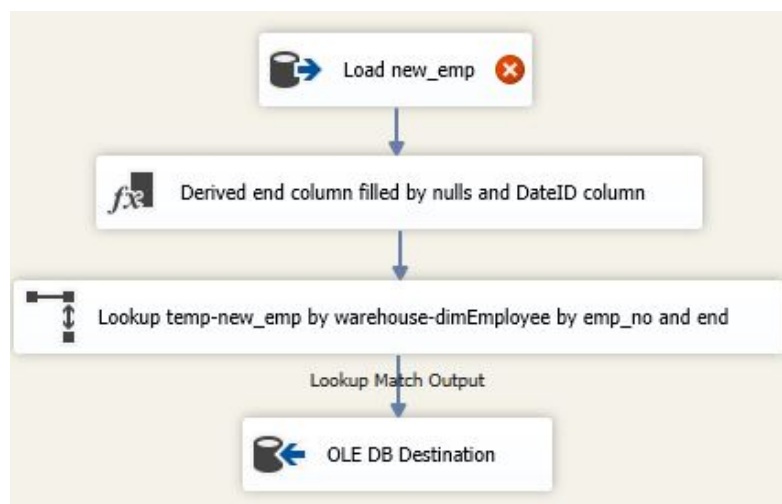 Load new_emp
Derived end column filled by nulls and DateID column
Lookup temp-new_emp by warehouse-dimEmployee by emp_no and end
Lookup Match Output
OLE DB Destination